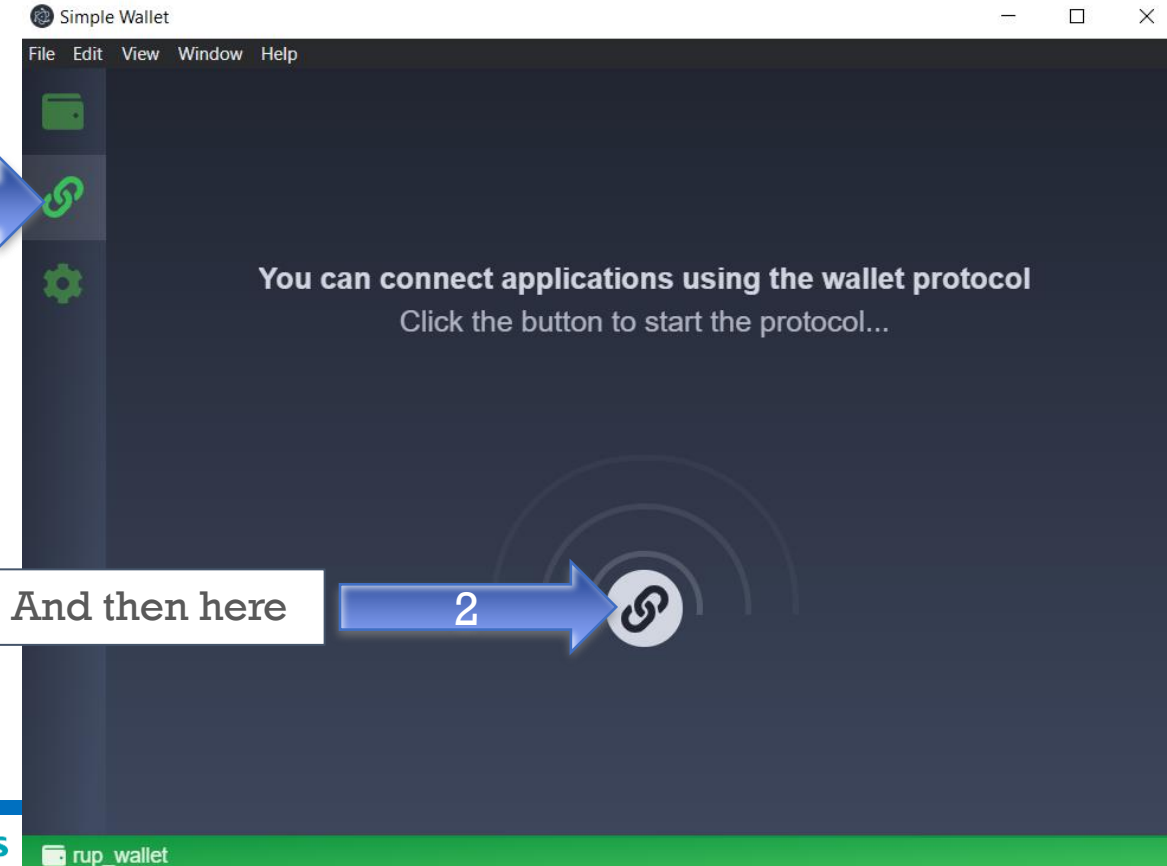 Simple Wallet
File Edit View Window Help
You can connect applications using the wallet protocol
Click the button to start the protocol...
And then here
2
rup_wallet